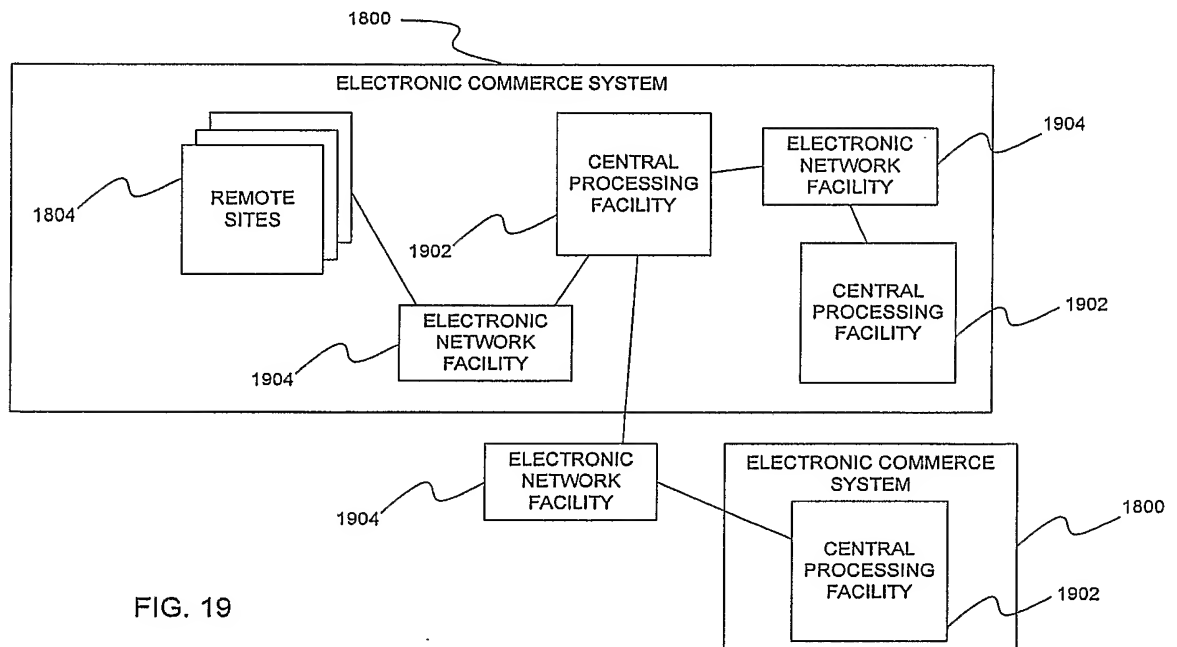 1800
ELECTRONIC COMMERCE SYSTEM
1904
ELECTRONIC
NETWORK
FACILITY
CENTRAL
PROCESSING
FACILITY
REMOTE
SITES
1804
1902
CENTRAL
PROCESSING
FACILITY
1902
ELECTRONIC
NETWORK
FACILITY
1904
ELECTRONIC
NETWORK
FACILITY
1904
ELECTRONIC COMMERCE
SYSTEM
1800
CENTRAL
PROCESSING
FACILITY
1902
FIG. 19